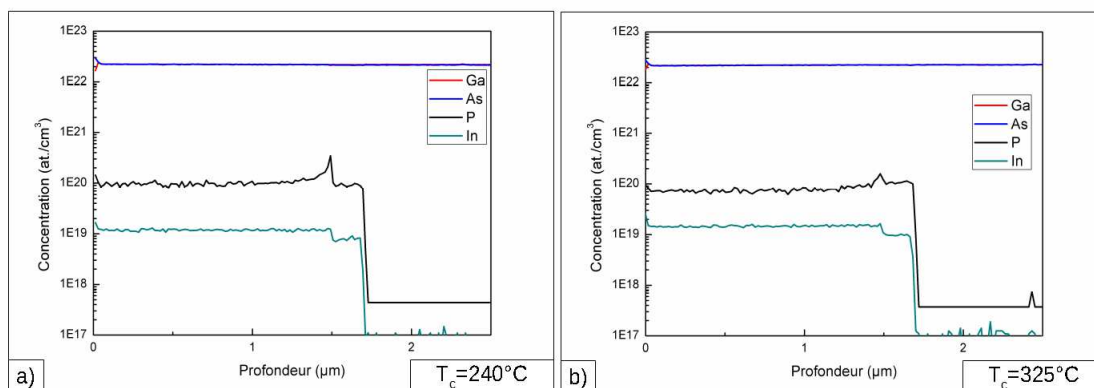 1E23
1E22
1E21
1E20
1E19
1E18
1E17
Concentration (at./cm³)
Ga
As
P
In
0
1
2
Profondeur (µm)
a)
T_c=240°C
1E23
1E22
1E21
1E20
1E19
1E18
1E17
Concentration (at./cm³)
Ga
As
P
In
0
1
2
Profondeur (µm)
b)
T_c=325°C